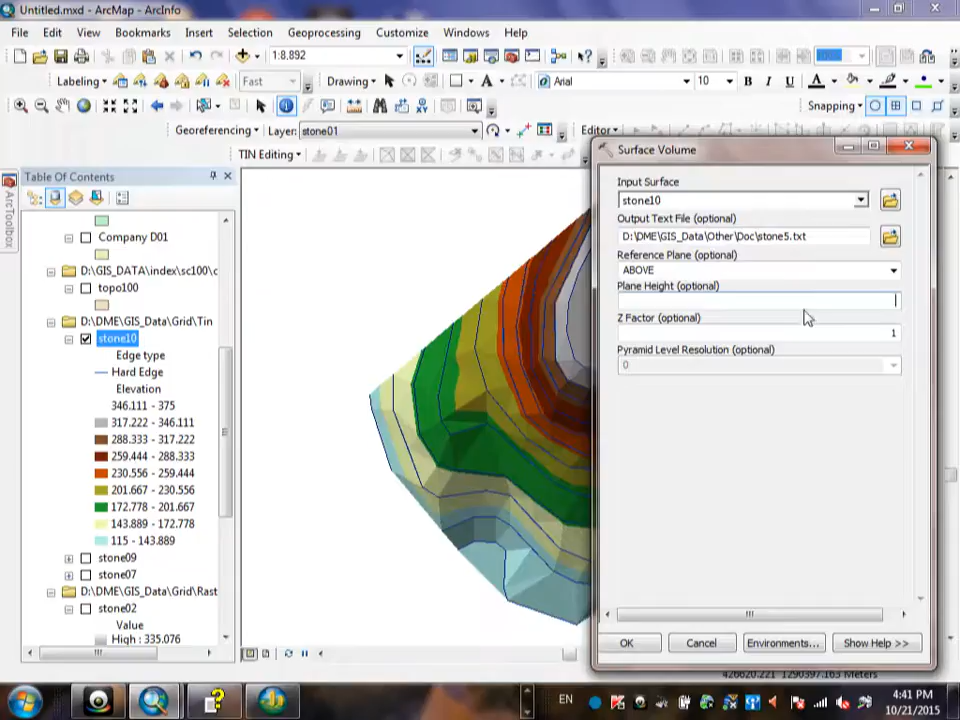 Untitled.mxd - ArcMap - ArcInfo
File Edit View Bookmarks Insert Selection Geoprocessing Customize Windows Help
1:8.892
Labeling Fast Drawing Arial 10 B I U A
Snapping
Georeferencing Layer: stone01 Editor
TIN Editing
ArcToolbox
Table Of Contents
Company D01
D:\GIS_DATA\index\sc100\c
topo100
D:\DME\GIS_Data\Grid\Tin
stone10
Edge type
Hard Edge
Elevation
346.111 - 375
317.222 - 346.111
288.333 - 317.222
259.444 - 288.333
230.556 - 259.444
201.667 - 230.556
172.778 - 201.667
143.889 - 172.778
115 - 143.889
stone09
stone07
D:\DME\GIS_Data\Grid\Rast
stone02
Value
High : 335.076
Surface Volume
Input Surface
stone10
Output Text File (optional)
D:\DME\GIS_Data\Other\Doc\stone5.txt
Reference Plane (optional)
ABOVE
Plane Height (optional)
Z Factor (optional)
1
Pyramid Level Resolution (optional)
0
OK Cancel Environments... Show Help >>
EN
4:41 PM
10/21/2015